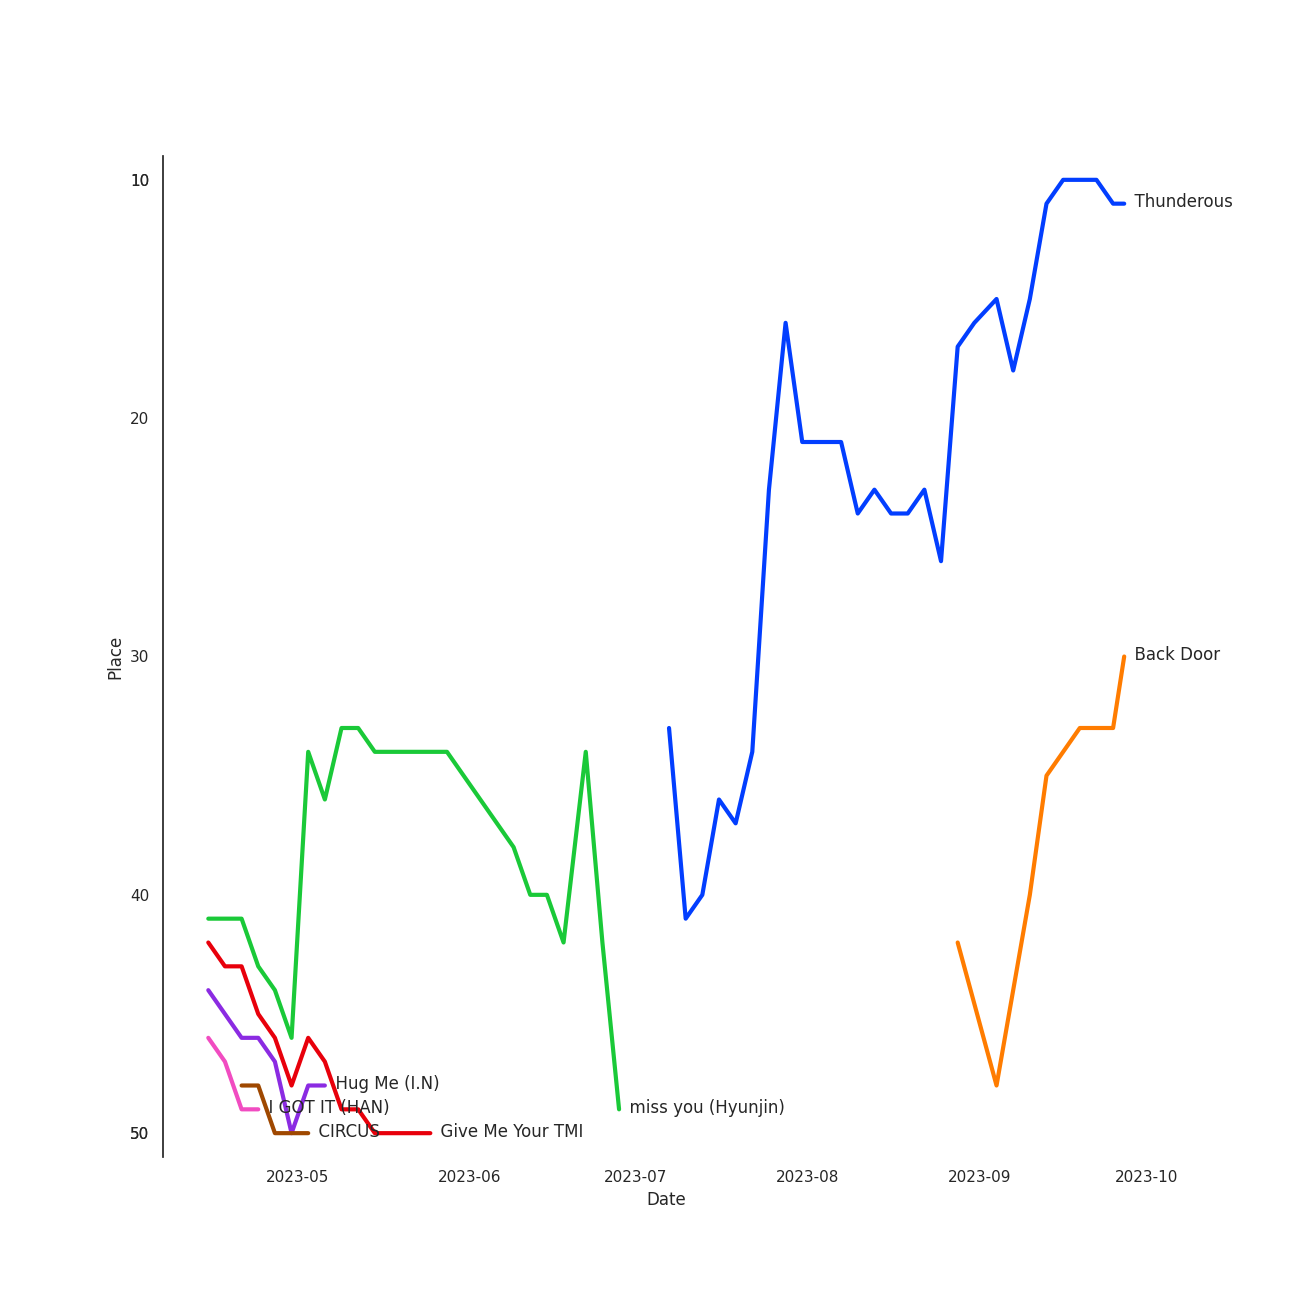 10
Thunderous
20
Place
30
Back Door
40
Hug Me (I.N)
I GOT IT (HAN)
miss you (Hyunjin)
50
CIRCUS
Give Me Your TMI
2023-05
2023-06
2023-07
2023-08
2023-09
2023-10
Date